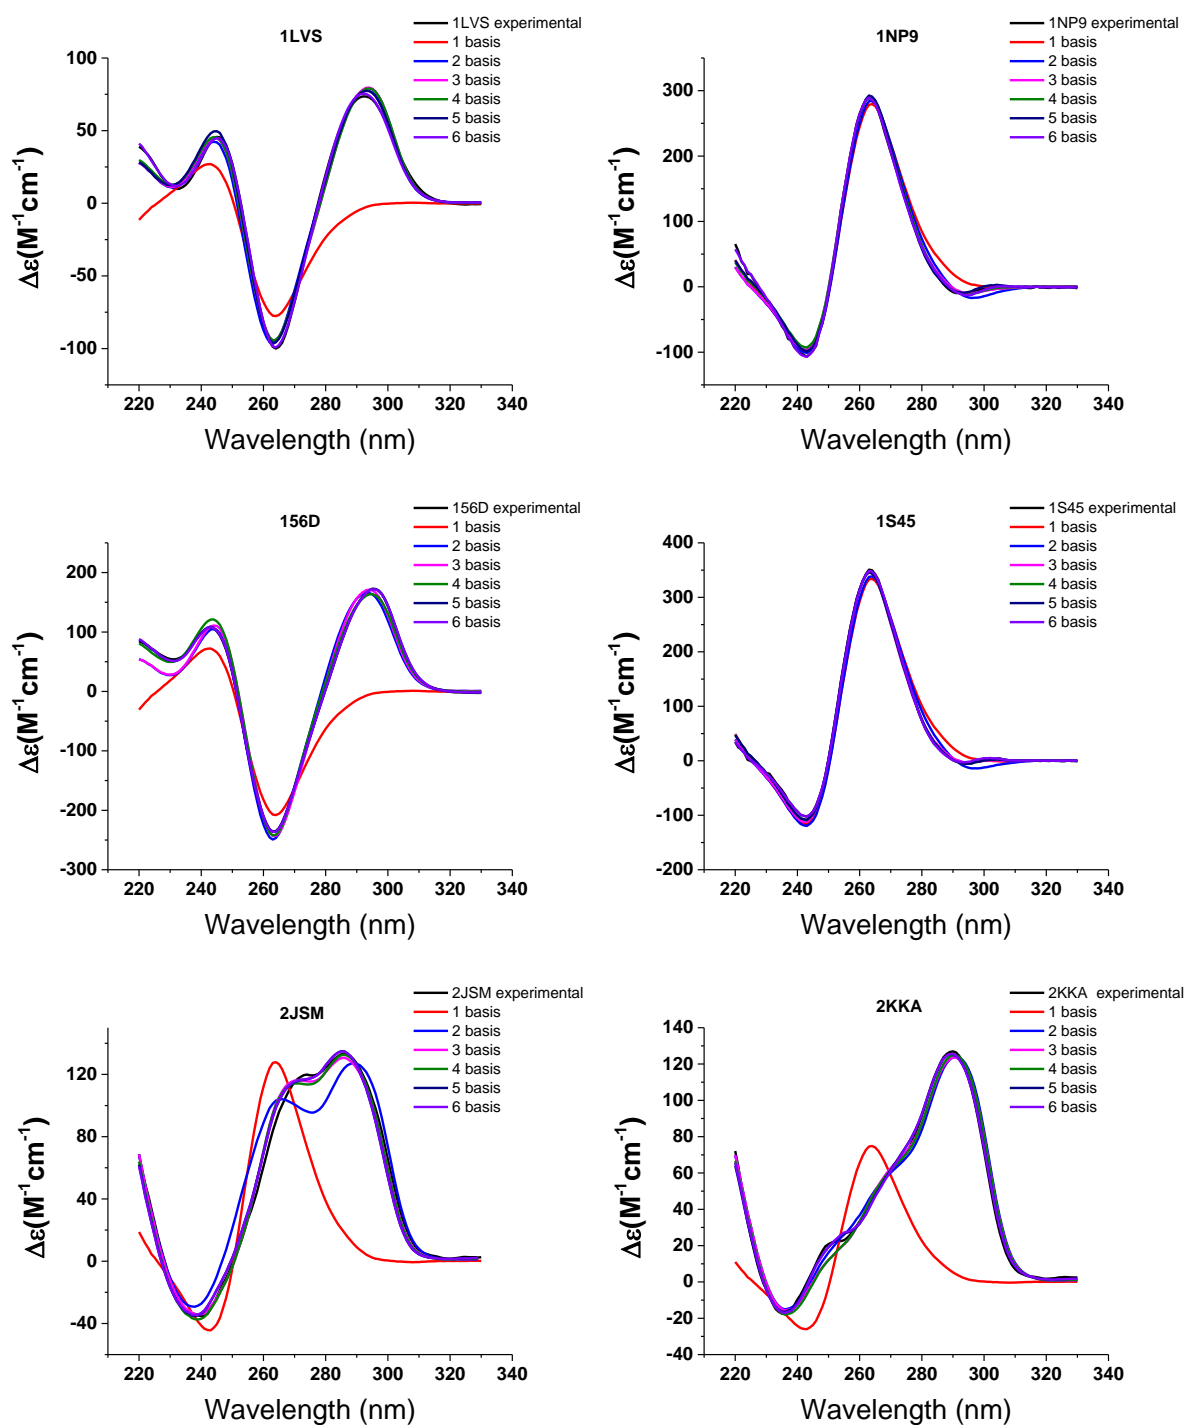 1LVS
1LVS experimental
1 basis
2 basis
3 basis
4 basis
5 basis
6 basis
100
50
0
-50
-100
Δε(M⁻¹cm⁻¹)
220 240 260 280 300 320 340
Wavelength (nm)
1NP9
1NP9 experimental
1 basis
2 basis
3 basis
4 basis
5 basis
6 basis
300
200
100
0
-100
Δε(M⁻¹cm⁻¹)
220 240 260 280 300 320 340
Wavelength (nm)
156D
156D experimental
1 basis
2 basis
3 basis
4 basis
5 basis
6 basis
200
100
0
-100
-200
-300
Δε(M⁻¹cm⁻¹)
220 240 260 280 300 320 340
Wavelength (nm)
1S45
1S45 experimental
1 basis
2 basis
3 basis
4 basis
5 basis
6 basis
400
300
200
100
0
-100
-200
Δε(M⁻¹cm⁻¹)
220 240 260 280 300 320 340
Wavelength (nm)
2JSM
2JSM experimental
1 basis
2 basis
3 basis
4 basis
5 basis
6 basis
120
80
40
0
-40
Δε(M⁻¹cm⁻¹)
220 240 260 280 300 320 340
Wavelength (nm)
2KKA
2KKA experimental
1 basis
2 basis
3 basis
4 basis
5 basis
6 basis
140
120
100
80
60
40
20
0
-20
-40
Δε(M⁻¹cm⁻¹)
220 240 260 280 300 320 340
Wavelength (nm)